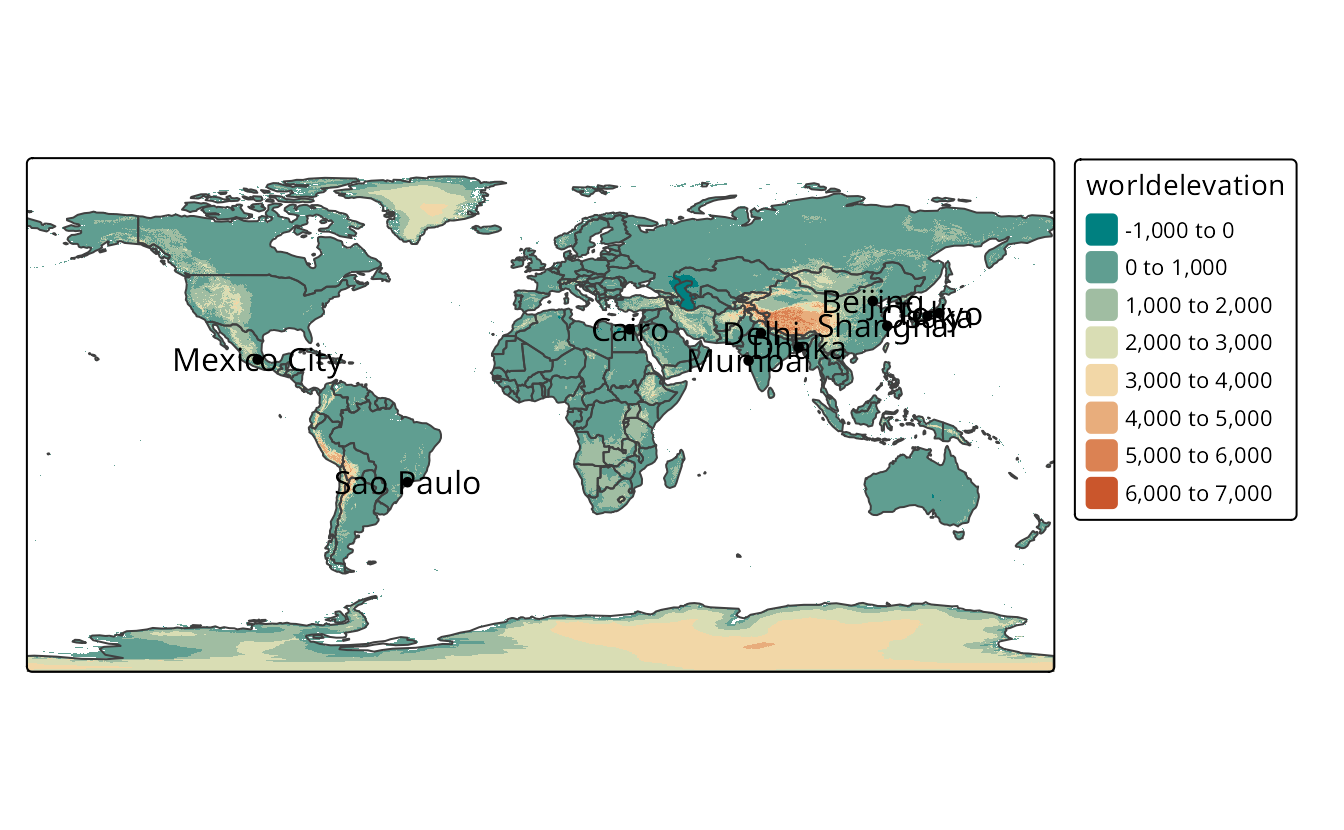 worldelevation
-1,000 to 0
0 to 1,000
1,000 to 2,000
2,000 to 3,000
3,000 to 4,000
4,000 to 5,000
5,000 to 6,000
6,000 to 7,000
Beijing
Tokyo
Osaka
Shanghai
Cairo
Delhi
Dhaka
Mumbai
Mexico City
Sao Paulo